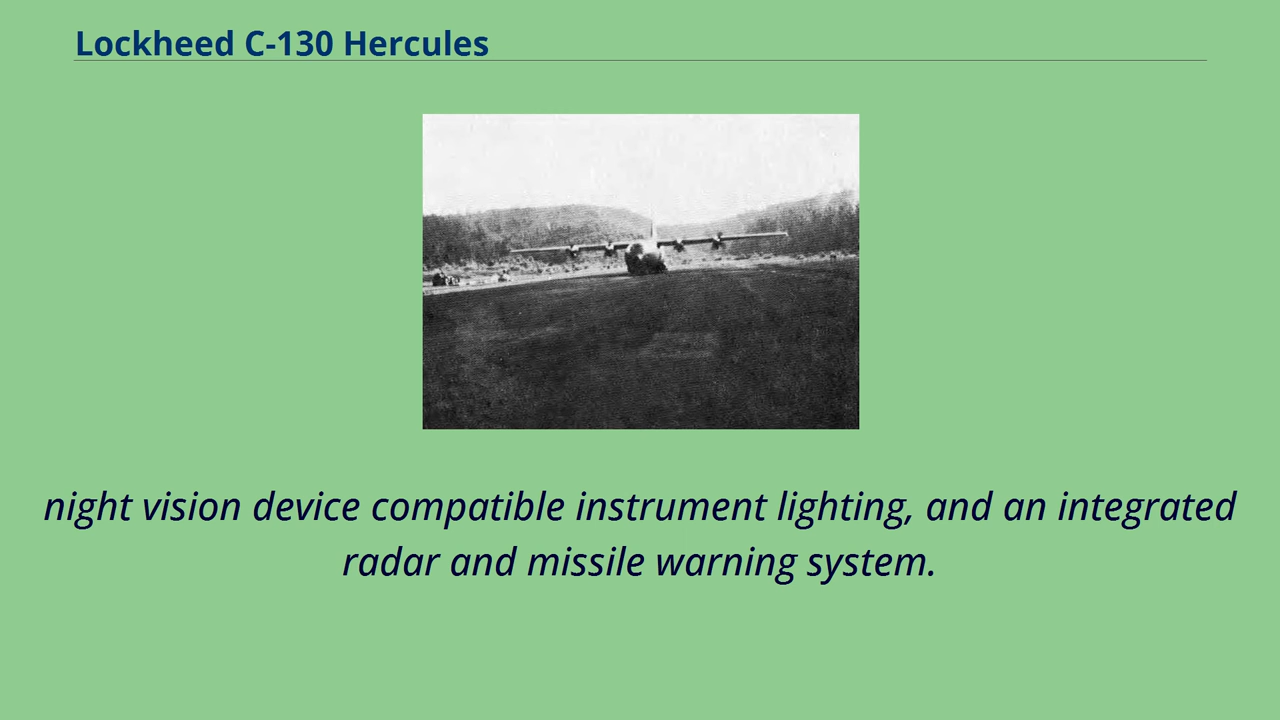 Lockheed C-130 Hercules
night vision device compatible instrument lighting, and an integrated
radar and missile warning system.